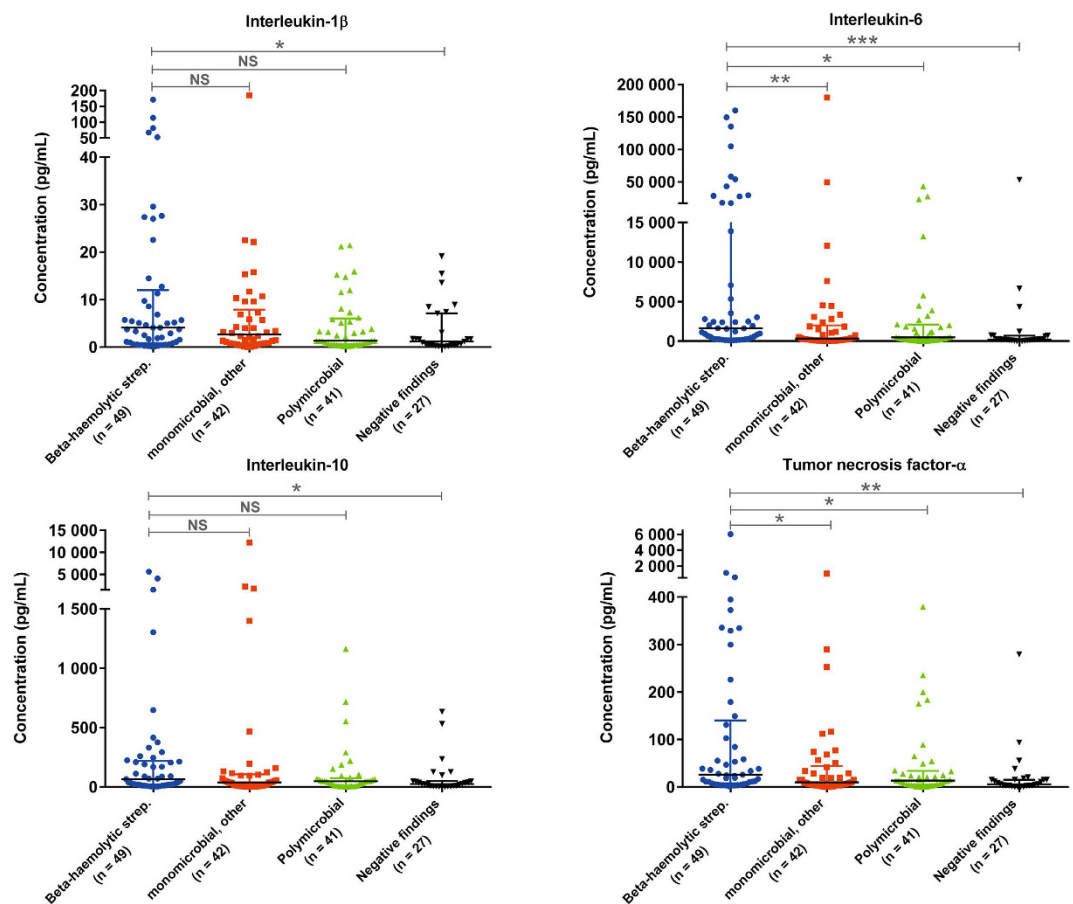 Interleukin-1β
*
NS
NS
Concentration (pg/mL)
200
150
100
50
40
30
20
10
0
Beta-haemolytic strep.
(n = 49)
monomicrobial, other
(n = 42)
Polymicrobial
(n = 41)
Negative findings
(n = 27)
Interleukin-6
***
*
**
Concentration (pg/mL)
200 000
150 000
100 000
50 000
15 000
10 000
5 000
0
Beta-haemolytic strep.
(n = 49)
monomicrobial, other
(n = 42)
Polymicrobial
(n = 41)
Negative findings
(n = 27)
Interleukin-10
*
NS
NS
Concentration (pg/mL)
15 000
10 000
5 000
1 500
1 000
500
0
Beta-haemolytic strep.
(n = 49)
monomicrobial, other
(n = 42)
Polymicrobial
(n = 41)
Negative findings
(n = 27)
Tumor necrosis factor-α
**
*
*
Concentration (pg/mL)
6 000
4 000
2 000
400
300
200
100
0
Beta-haemolytic strep.
(n = 49)
monomicrobial, other
(n = 42)
Polymicrobial
(n = 41)
Negative findings
(n = 27)